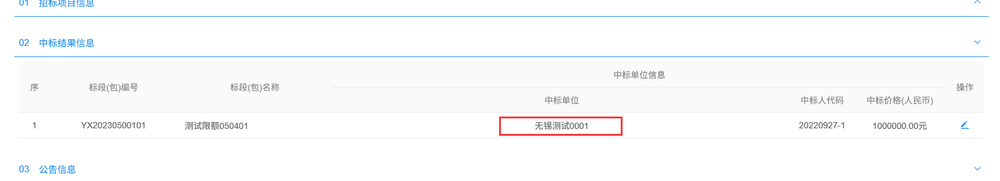 01 招标项目信息
02 中标结果信息
中标单位信息
序 标段(包)编号 标段(包)名称 操作
中标单位 中标人代码 中标价格(人民币)
1 YX20230500101 测试限额050401 无锡测试0001 20220927-1 1000000.00元
03 公告信息